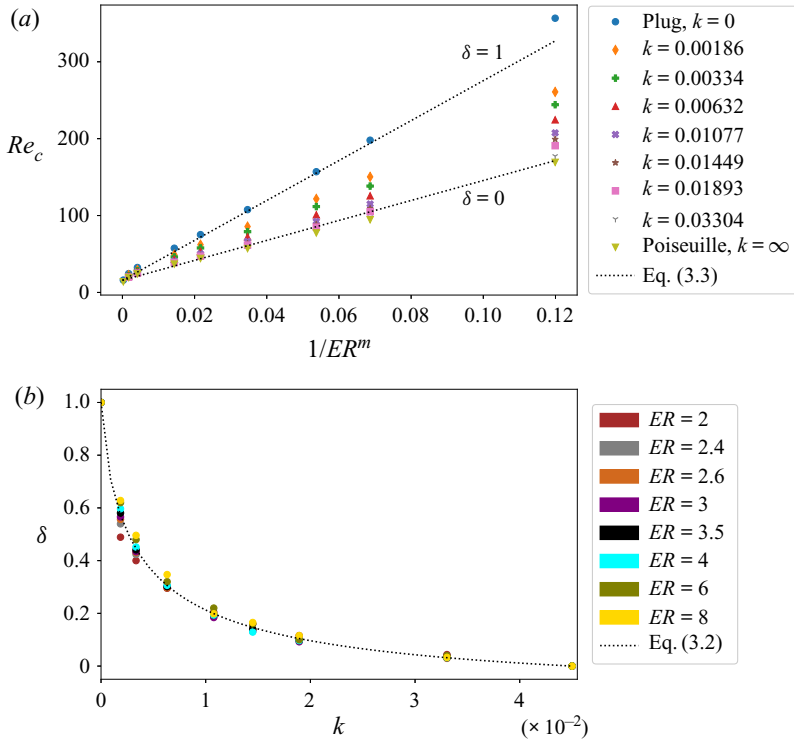 (a)
300
200
100
0
Re_c
δ = 1
δ = 0
0 0.02 0.04 0.06 0.08 0.10 0.12
1/ER^m
Plug, k = 0
k = 0.00186
k = 0.00334
k = 0.00632
k = 0.01077
k = 0.01449
k = 0.01893
k = 0.03304
Poiseuille, k = ∞
Eq. (3.3)
(b)
1.0
0.8
0.6
0.4
0.2
0
δ
0 1 2 3 4
k
(× 10⁻²)
ER = 2
ER = 2.4
ER = 2.6
ER = 3
ER = 3.5
ER = 4
ER = 6
ER = 8
Eq. (3.2)